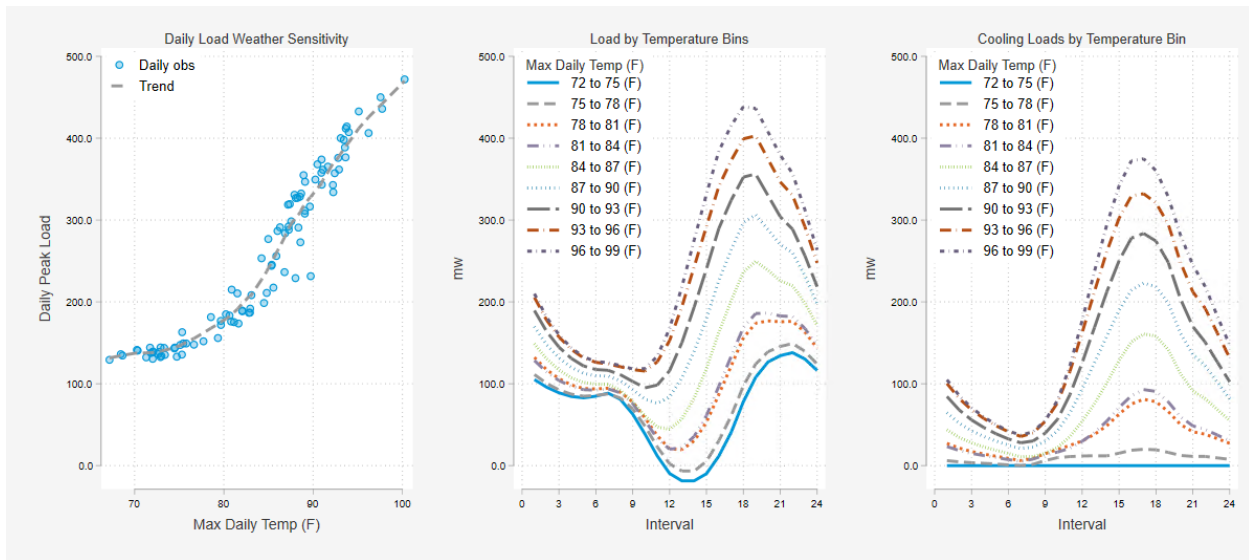 Daily Load Weather Sensitivity
500.0
400.0
300.0
200.0
100.0
0.0
Daily Peak Load
Daily obs
Trend
70
80
90
100
Max Daily Temp (F)
Load by Temperature Bins
500.0
400.0
300.0
200.0
100.0
0.0
mw
Max Daily Temp (F)
72 to 75 (F)
75 to 78 (F)
78 to 81 (F)
81 to 84 (F)
84 to 87 (F)
87 to 90 (F)
90 to 93 (F)
93 to 96 (F)
96 to 99 (F)
0
3
6
9
12
15
18
21
24
Interval
Cooling Loads by Temperature Bin
500.0
400.0
300.0
200.0
100.0
0.0
mw
Max Daily Temp (F)
72 to 75 (F)
75 to 78 (F)
78 to 81 (F)
81 to 84 (F)
84 to 87 (F)
87 to 90 (F)
90 to 93 (F)
93 to 96 (F)
96 to 99 (F)
0
3
6
9
12
15
18
21
24
Interval